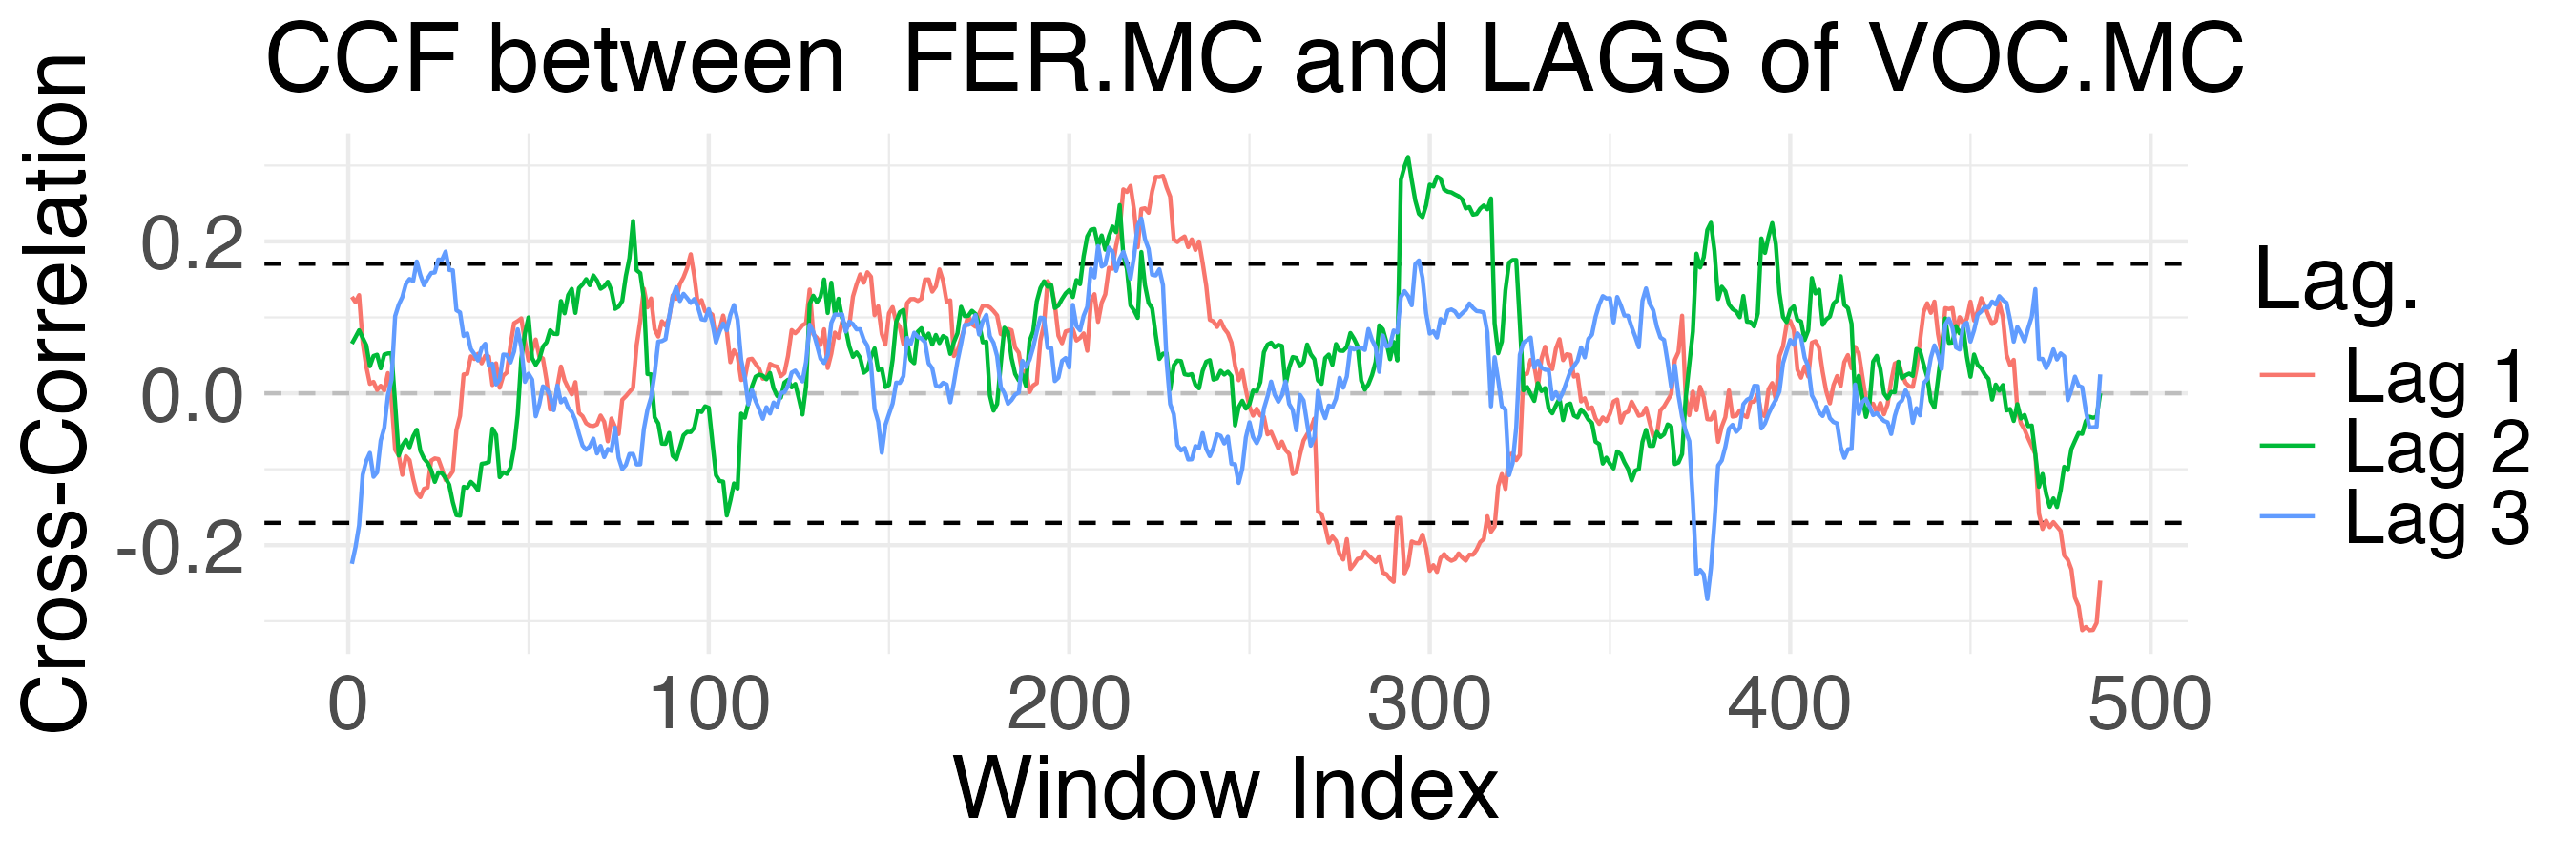 CCF between  FER.MC and LAGS of VOC.MC
Cross-Correlation
0.2
0.0
-0.2
0 100 200 300 400 500
Window Index
Lag.
Lag 1
Lag 2
Lag 3